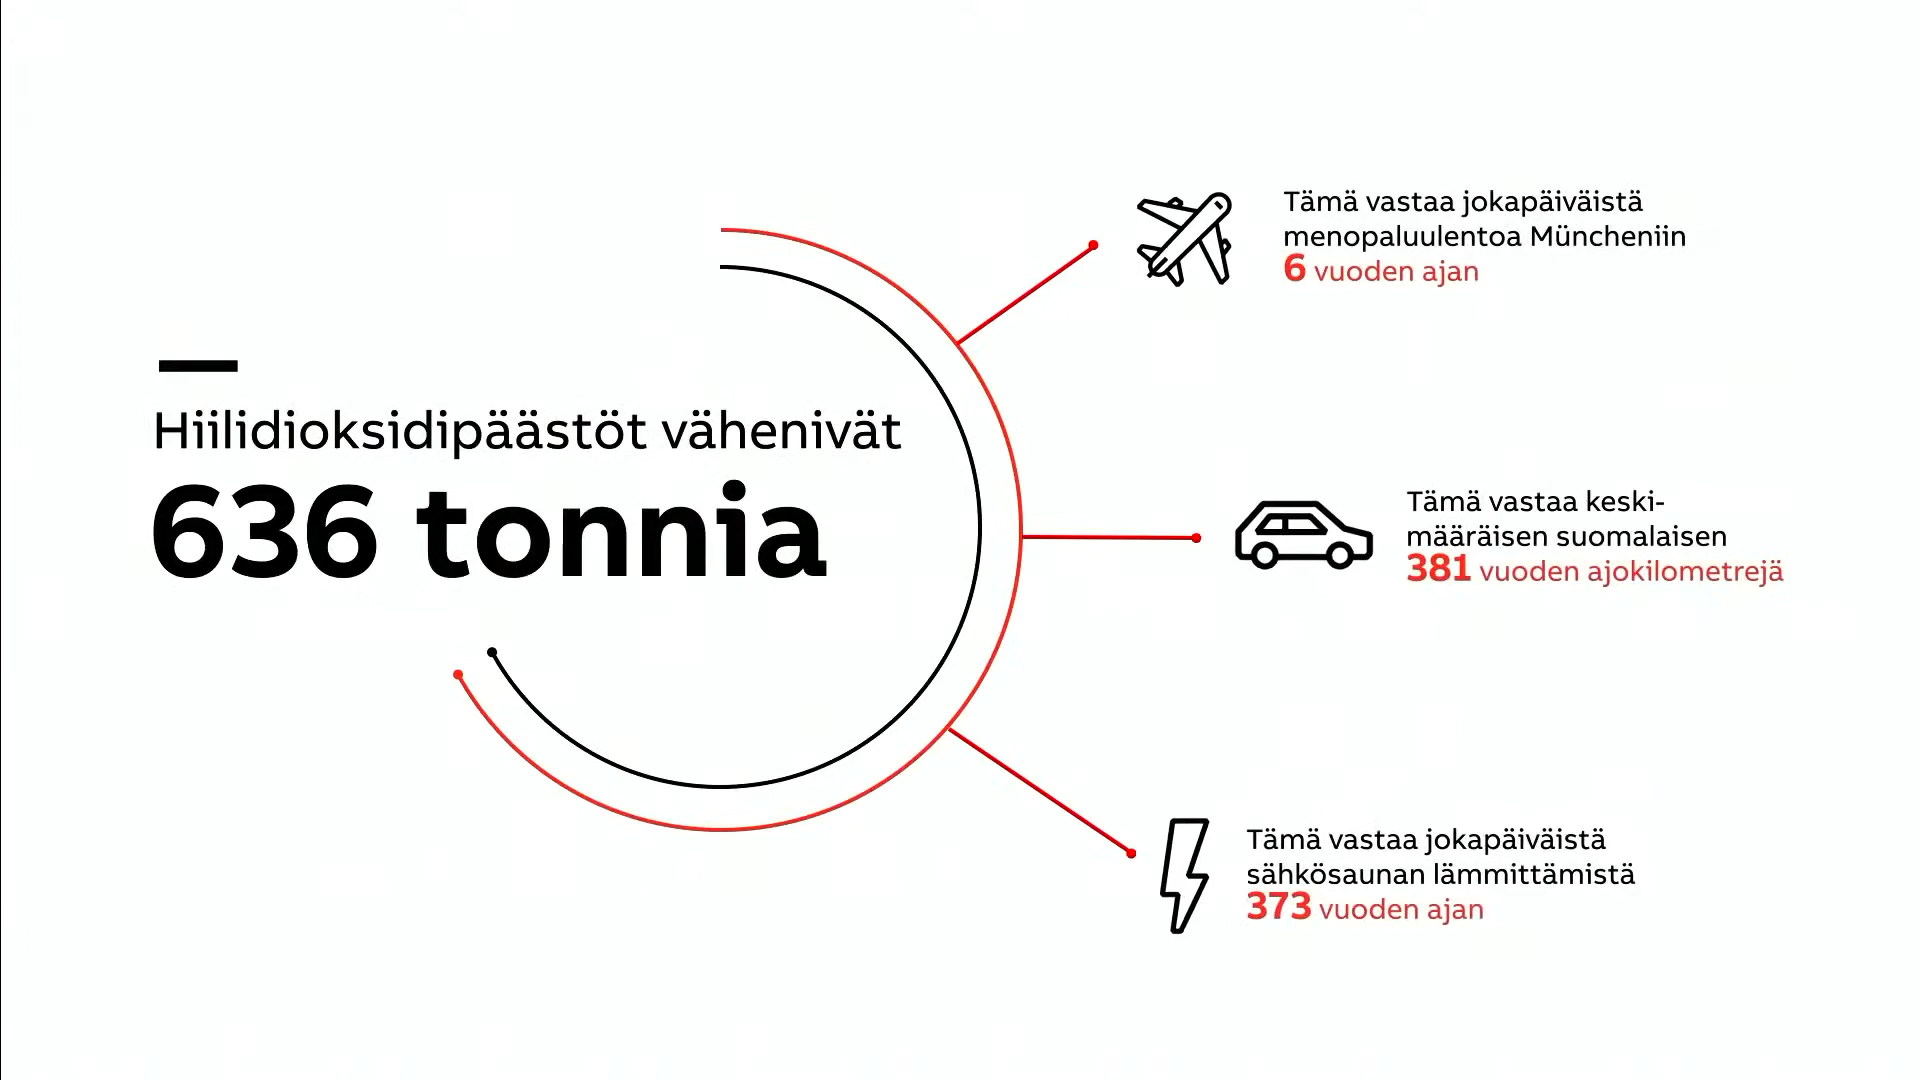 Hiilidioksidipäästöt vähenivät
636 tonnia
Tämä vastaa jokapäiväistä
menopaluulentoa Müncheniin
6 vuoden ajan
Tämä vastaa keski-
määräisen suomalaisen
381 vuoden ajokilometrejä
Tämä vastaa jokapäiväistä
sähkösaunan lämmittämistä
373 vuoden ajan